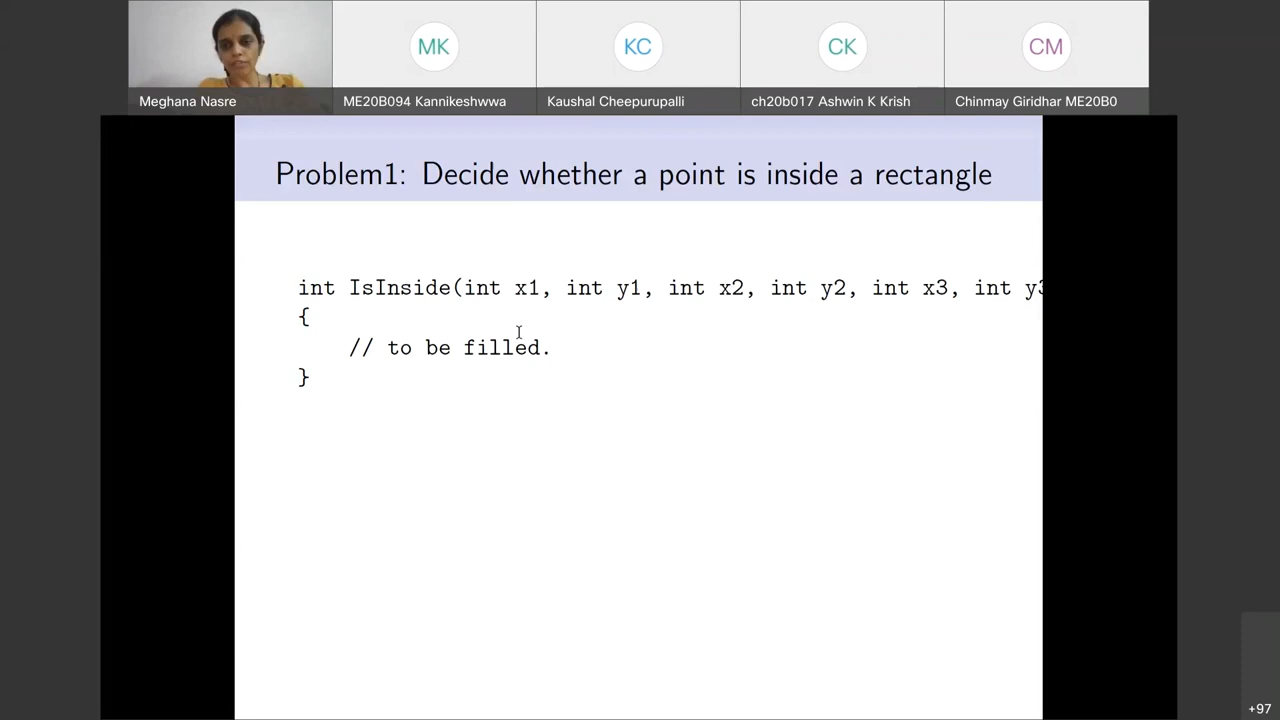 MK
KC
CK
CM
Meghana Nasre
ME20B094 Kannikeshwwa
Kaushal Cheepurupalli
ch20b017 Ashwin K Krish
Chinmay Giridhar ME20B0
Problem1: Decide whether a point is inside a rectangle
int IsInside(int x1, int y1, int x2, int y2, int x3, int y3
{
// to be filled.
}
+97